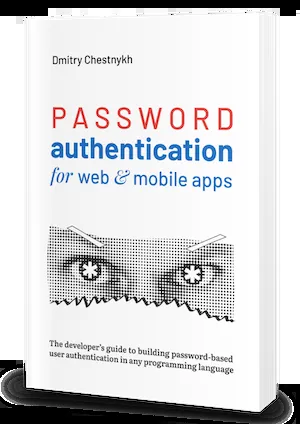 Dmitry Chestnykh
PASSWORD
authentication
for web & mobile apps
The developer's guide to building password-based
user authentication in any programming language